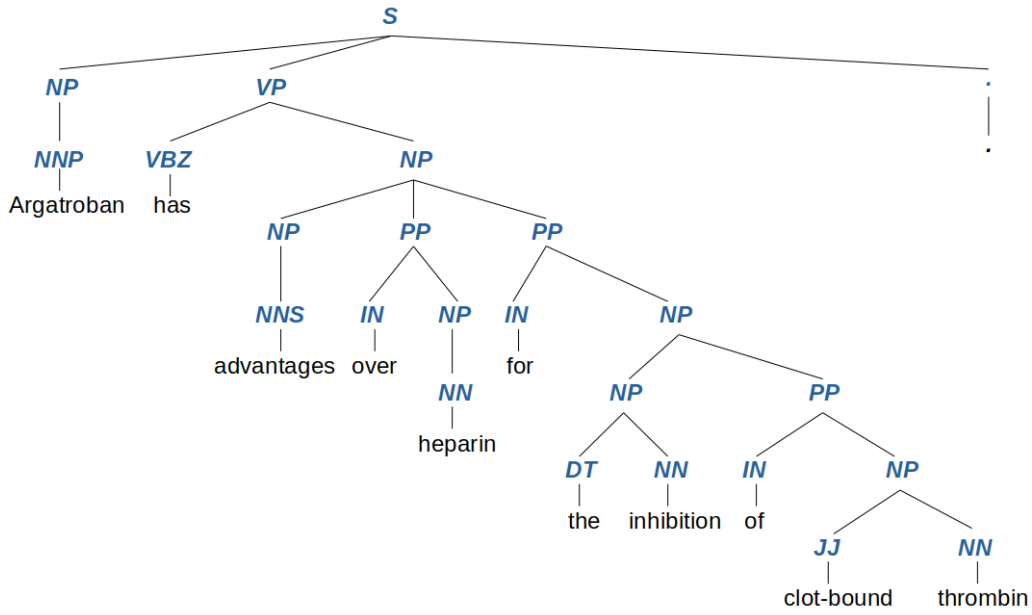 S
NP VP .
NNP VBZ NP .
Argatroban has
NP PP PP
NNS IN NP IN NP
advantages over for
NN NP PP
heparin
DT NN IN NP
the inhibition of
JJ NN
clot-bound thrombin